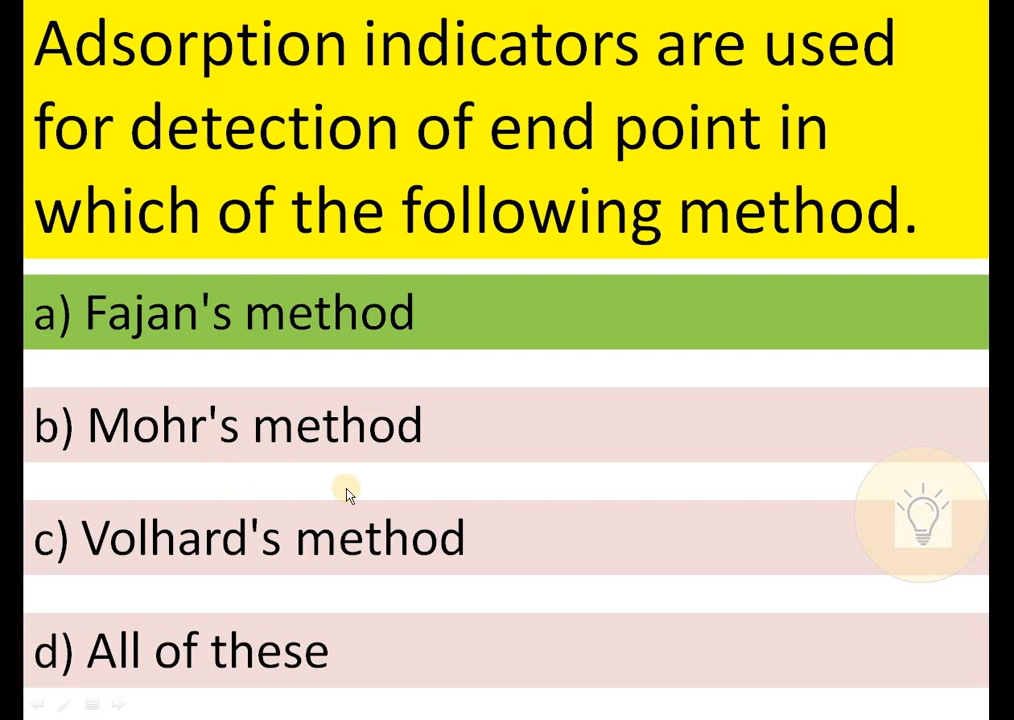 Adsorption indicators are used
for detection of end point in
which of the following method.
a) Fajan's method
b) Mohr's method
c) Volhard's method
d) All of these